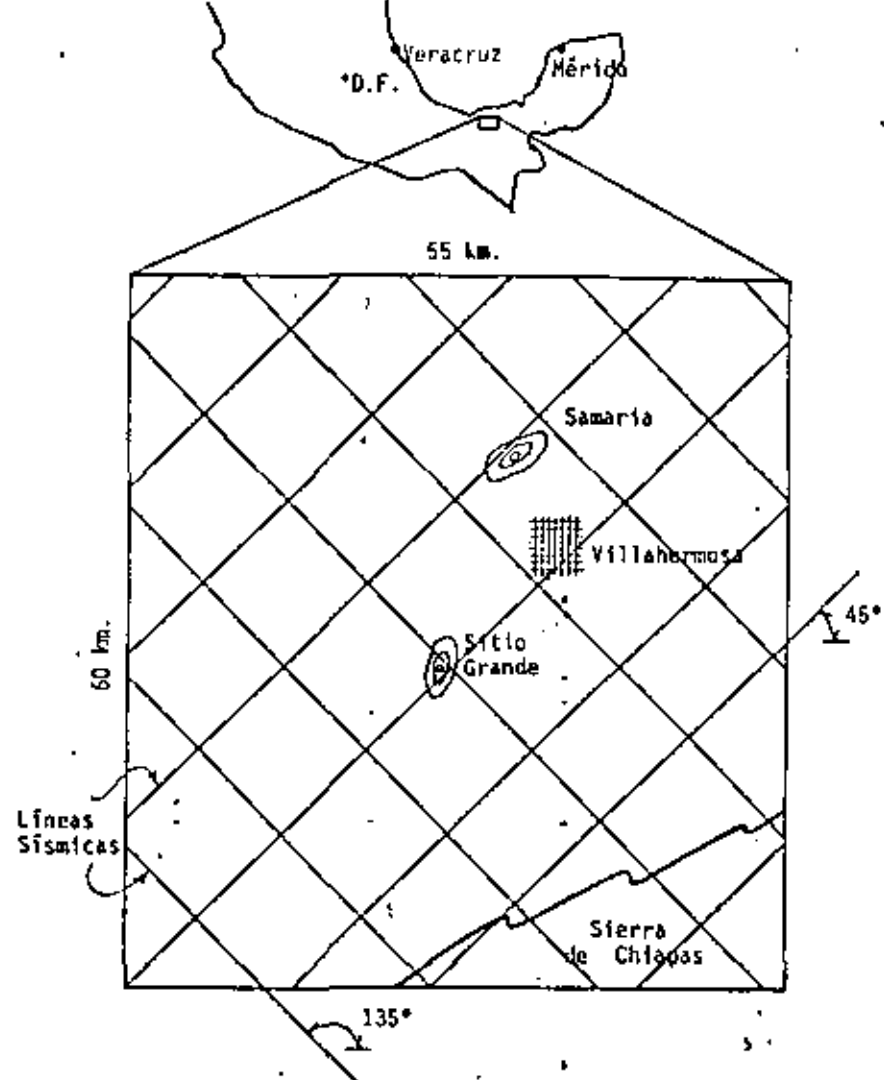 Veracruz
Mérida
*D.F.
55 km.
Samaria
Villahermosa
45°
Sitio
Grande
60 km.
Líneas
Sísmicas
Sierra
de Chiapas
135°